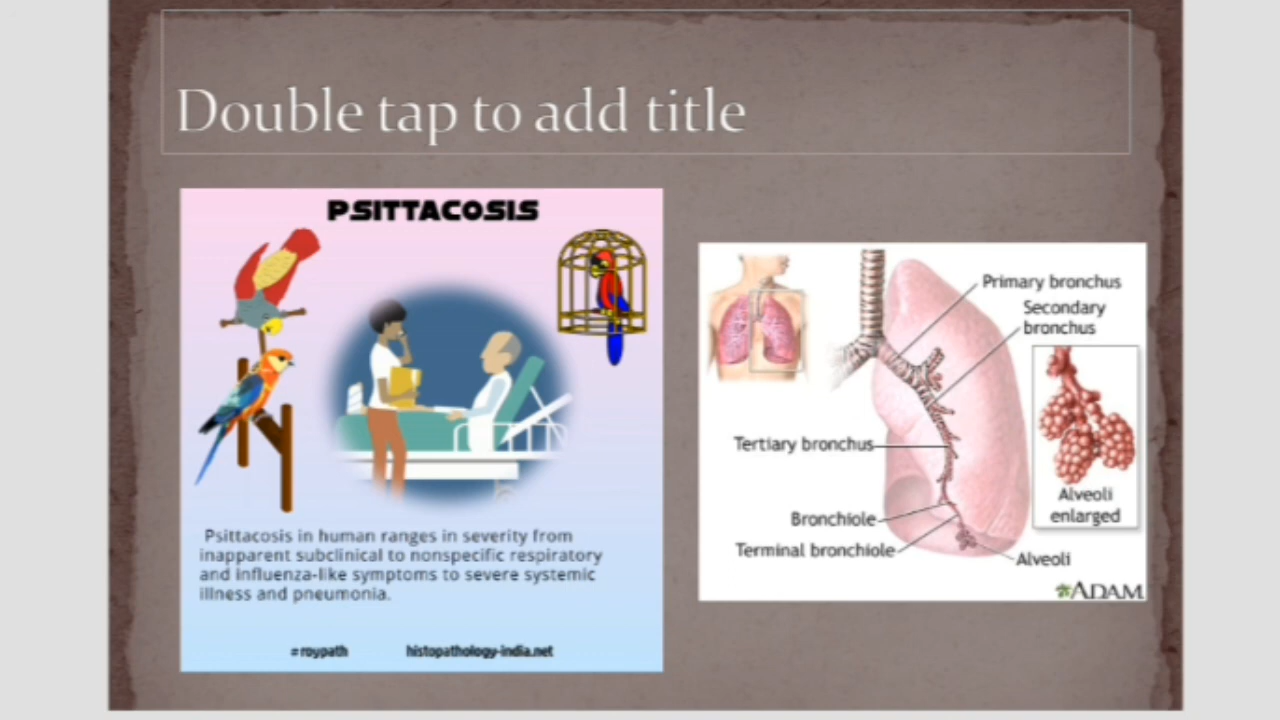 Double tap to add title
PSITTACOSIS
Psittacosis in human ranges in severity from
inapparent subclinical to nonspecific respiratory
and influenza-like symptoms to severe systemic
illness and pneumonia.
#roypath histopathology-india.net
Primary bronchus
Secondary
bronchus
Tertiary bronchus
Alveoli
enlarged
Bronchiole
Terminal bronchiole
Alveoli
ADAM